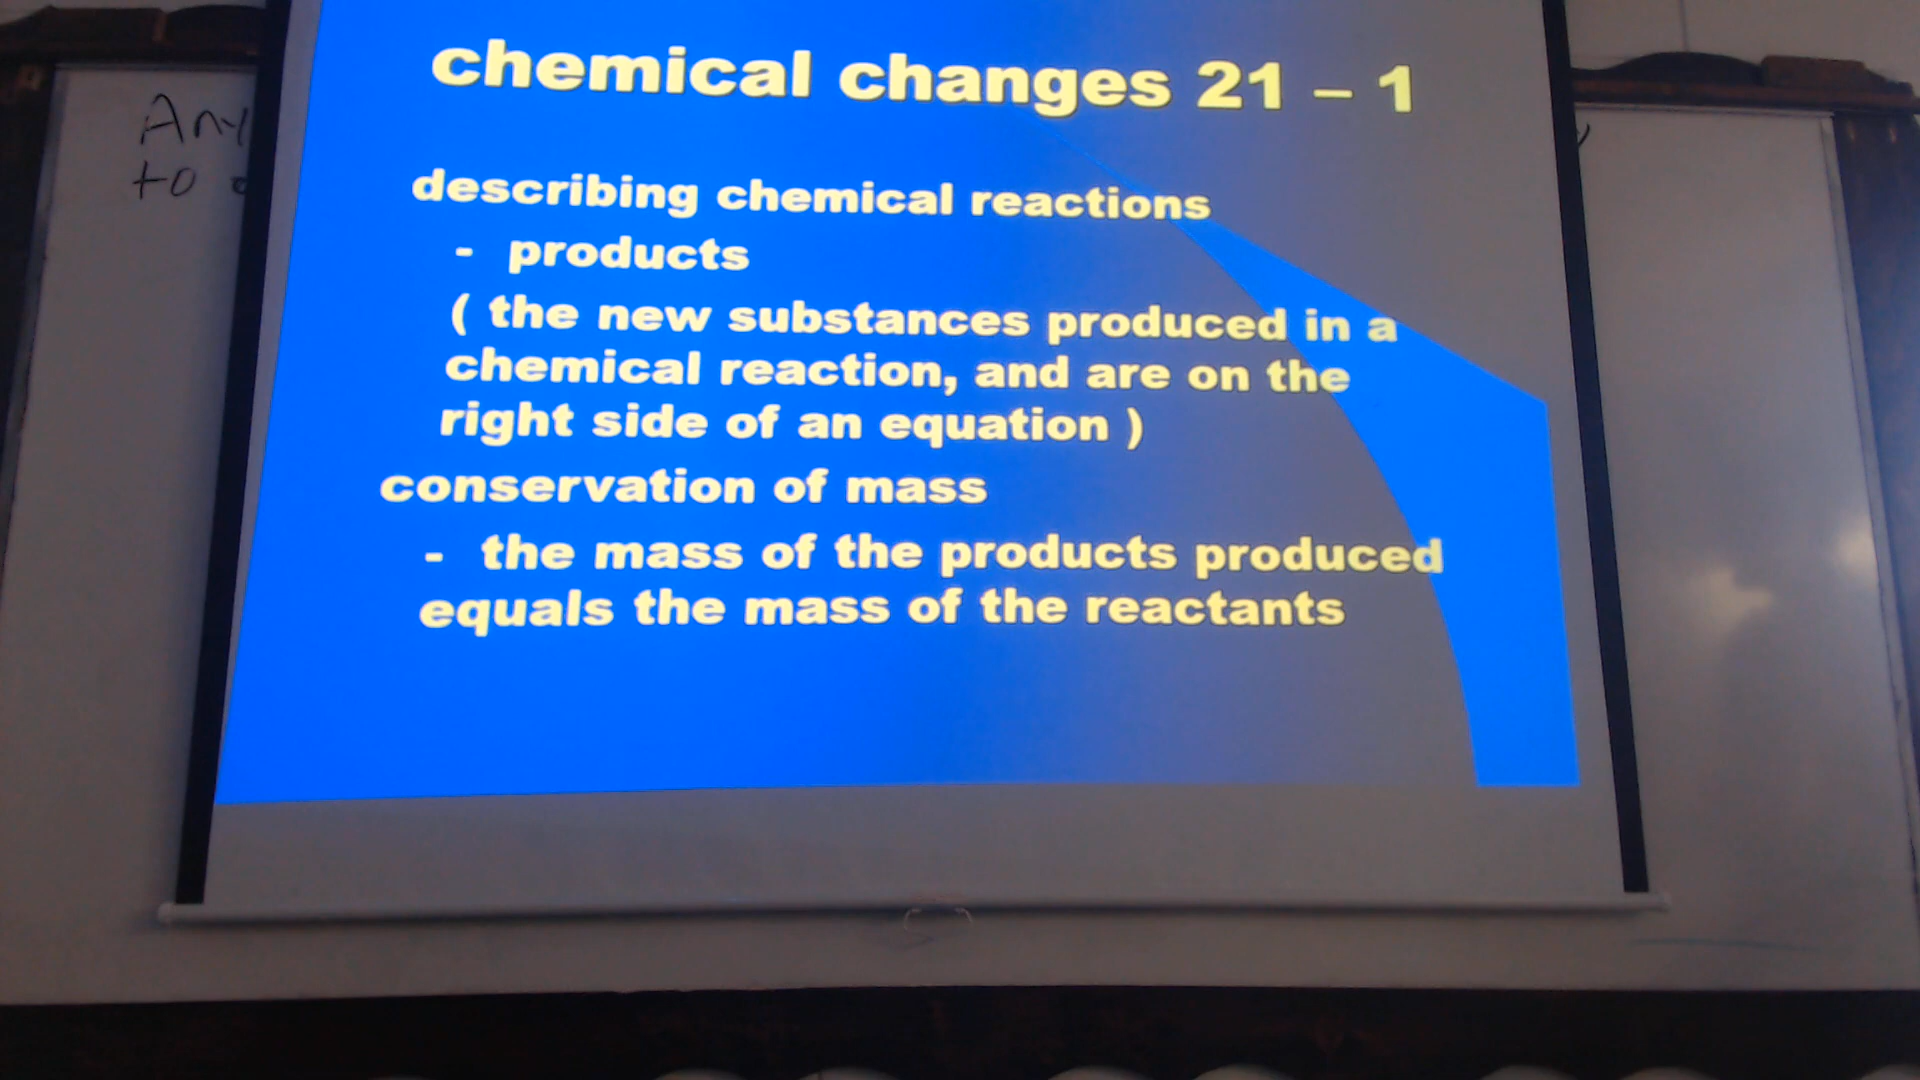 chemical changes 21 – 1
describing chemical reactions
- products
( the new substances produced in a
chemical reaction, and are on the
right side of an equation )
conservation of mass
- the mass of the products produced
equals the mass of the reactants
to